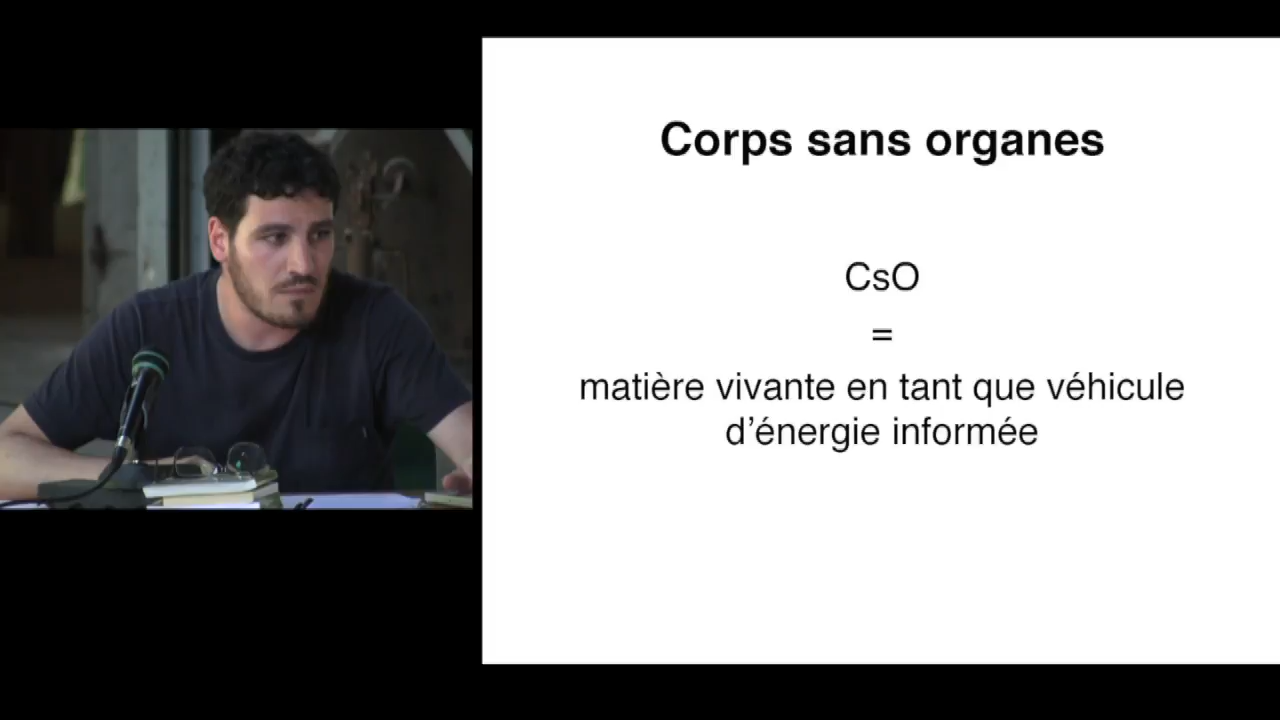 Corps sans organes
CsO
=
matière vivante en tant que véhicule
d'énergie informée